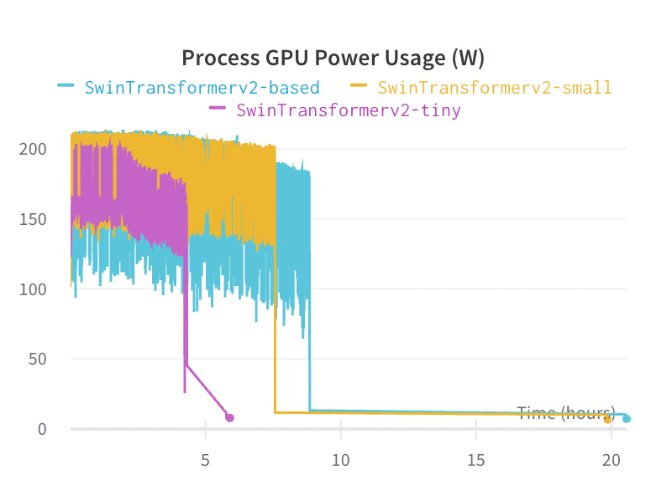 Process GPU Power Usage (W)
SwinTransformerv2-based SwinTransformerv2-small
SwinTransformerv2-tiny
200
150
100
50
Time (hours)
0
5 10 15 20